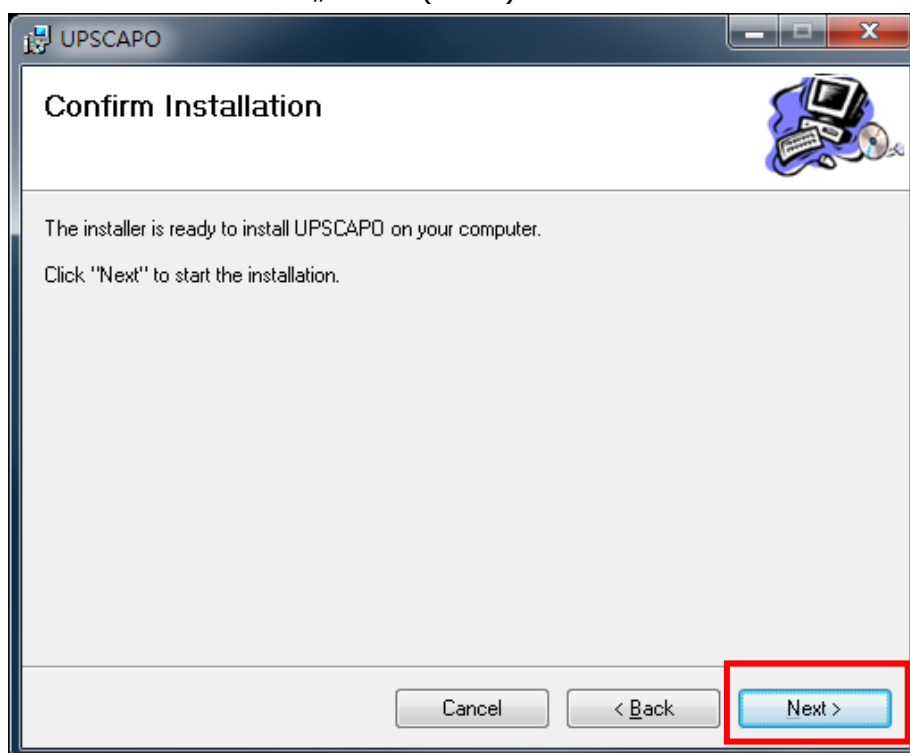 UPSCAPO
Confirm Installation
The installer is ready to install UPSCAPO on your computer.
Click "Next" to start the installation.
Cancel
< Back
Next >